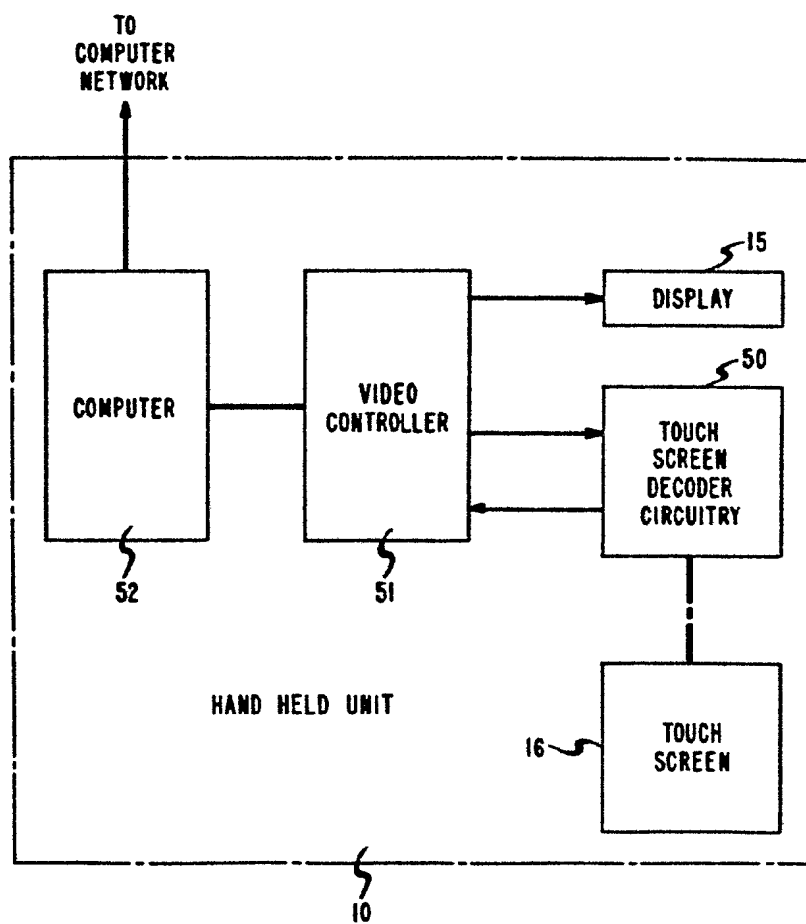 TO
COMPUTER
NETWORK
15
DISPLAY
50
COMPUTER
VIDEO
CONTROLLER
TOUCH
SCREEN
DECODER
CIRCUITRY
52
51
HAND HELD UNIT
16
TOUCH
SCREEN
10